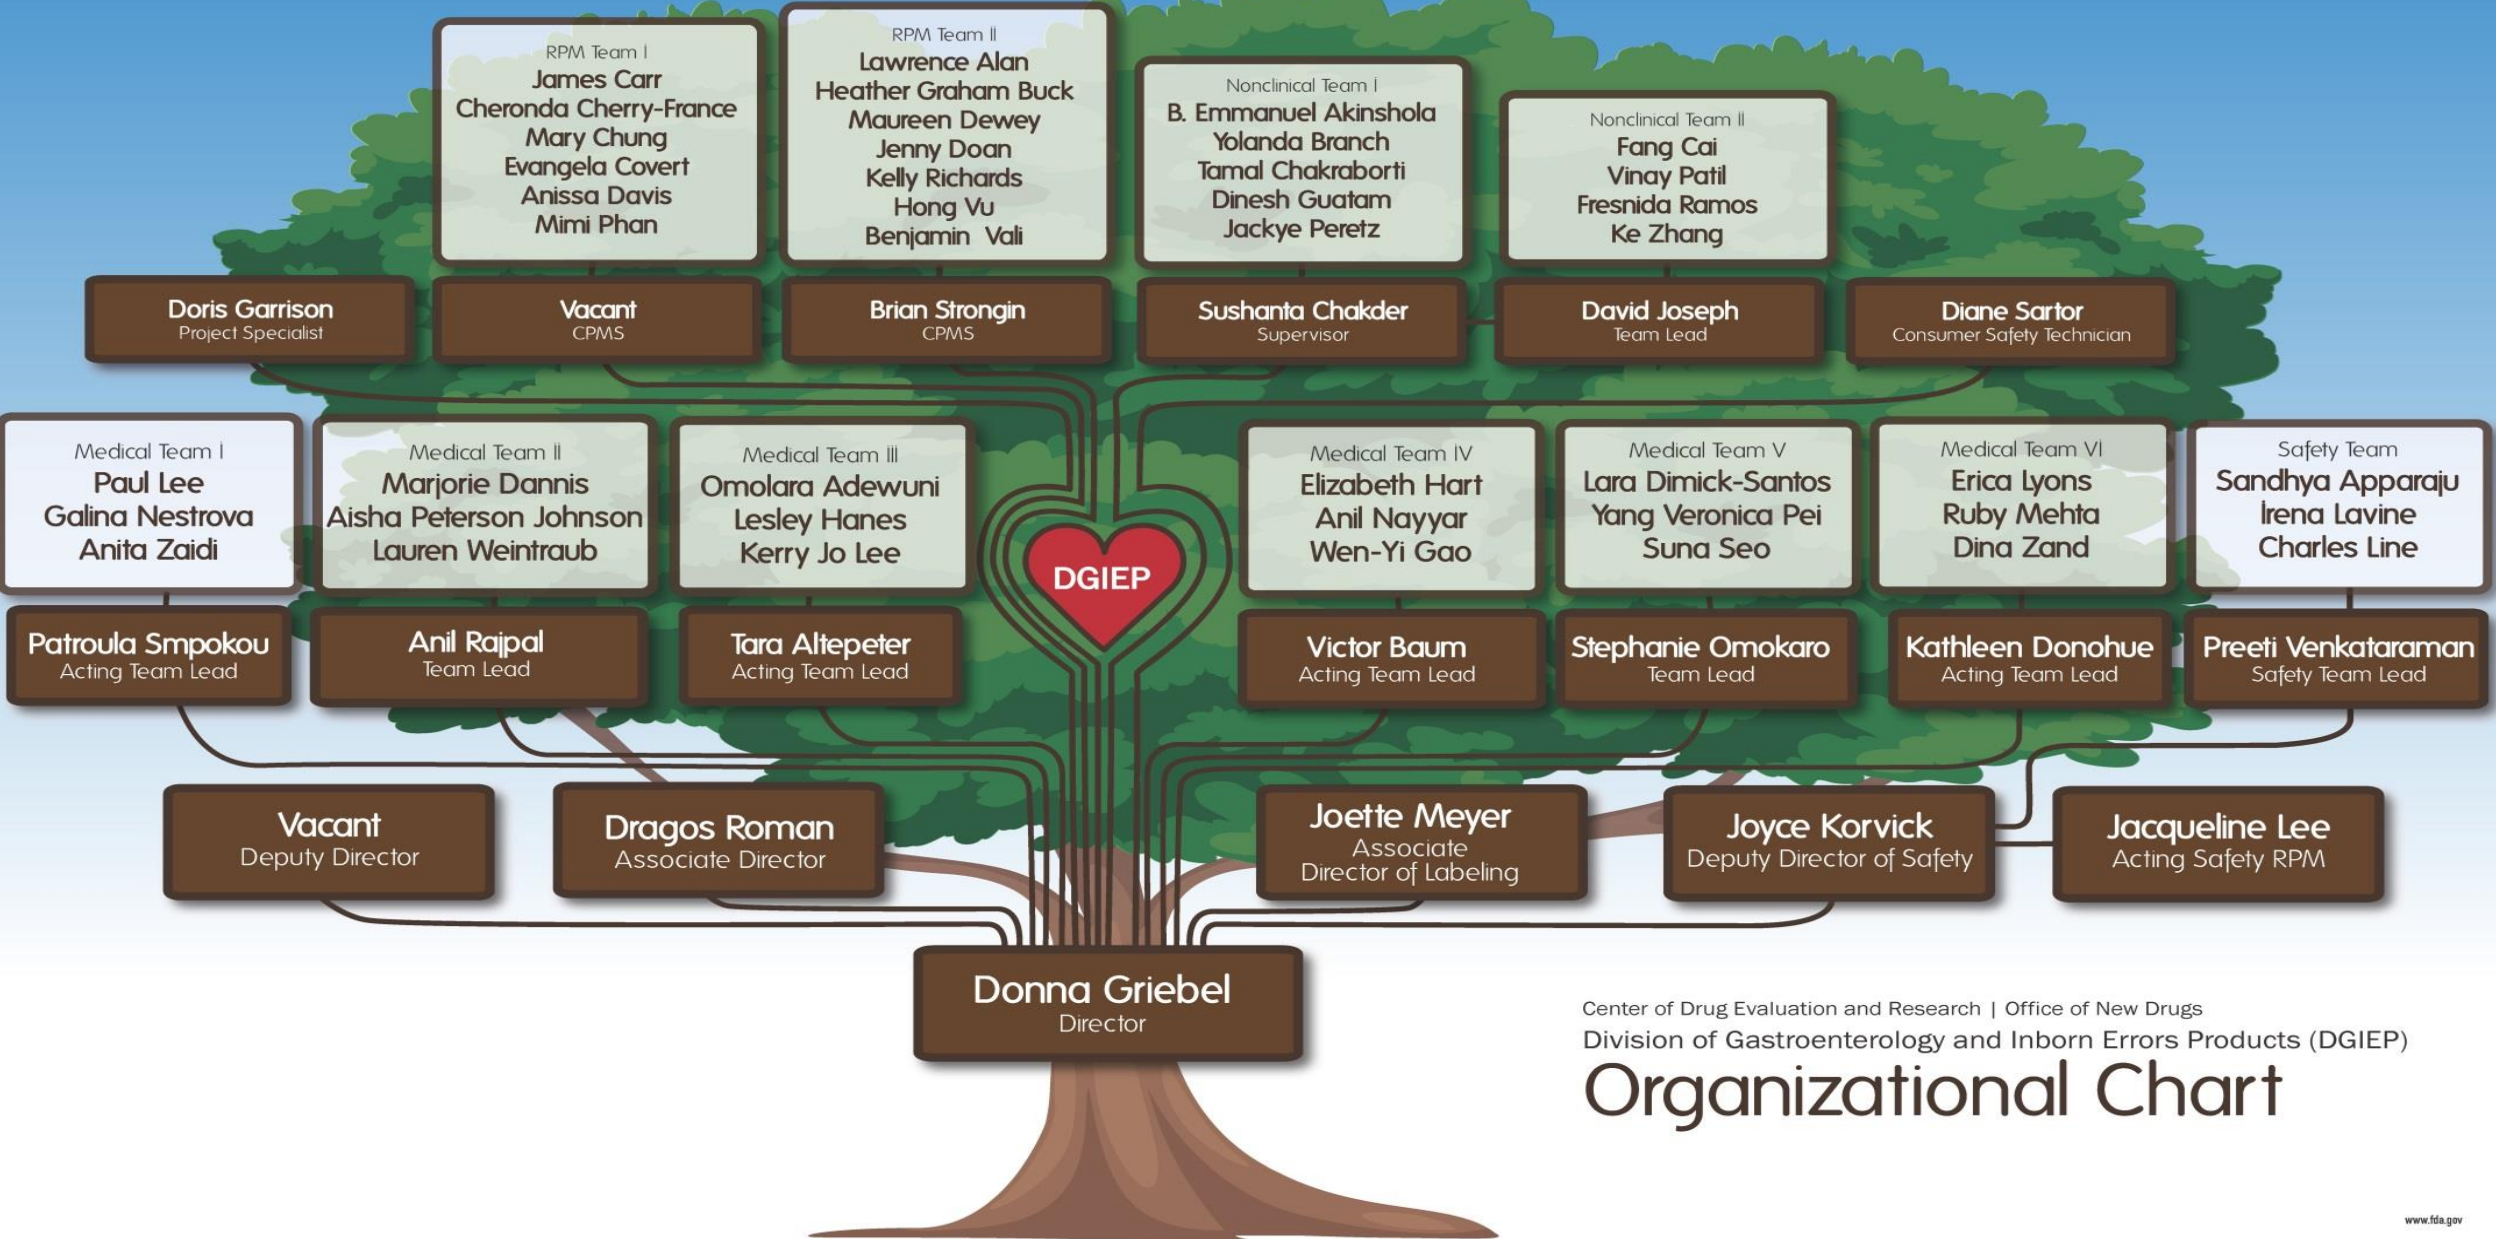 RPM Team I
James Carr
Cheronda Cherry-France
Mary Chung
Evangela Covert
Anissa Davis
Mimi Phan
RPM Team II
Lawrence Alan
Heather Graham Buck
Maureen Dewey
Jenny Doan
Kelly Richards
Hong Vu
Benjamin Vali
Nonclinical Team I
B. Emmanuel Akinshola
Yolanda Branch
Tamal Chakraborti
Dinesh Guatam
Jackye Peretz
Nonclinical Team II
Fang Cai
Vinay Patil
Fresnida Ramos
Ke Zhang
Doris Garrison
Project Specialist
Vacant
CPMS
Brian Strongin
CPMS
Sushanta Chakder
Supervisor
David Joseph
Team Lead
Diane Sartor
Consumer Safety Technician
Medical Team I
Paul Lee
Galina Nestrova
Anita Zaidi
Medical Team II
Marjorie Dannis
Aisha Peterson Johnson
Lauren Weintraub
Medical Team III
Omolara Adewuni
Lesley Hanes
Kerry Jo Lee
DGIEP
Medical Team IV
Elizabeth Hart
Anil Nayyar
Wen-Yi Gao
Medical Team V
Lara Dimick-Santos
Yang Veronica Pei
Suna Seo
Medical Team VI
Erica Lyons
Ruby Mehta
Dina Zand
Safety Team
Sandhya Apparaju
Irena Lavine
Charles Line
Patroula Smpokou
Acting Team Lead
Anil Rajpal
Team Lead
Tara Altepeter
Acting Team Lead
Victor Baum
Acting Team Lead
Stephanie Omokaro
Team Lead
Kathleen Donohue
Acting Team Lead
Preeti Venkataraman
Safety Team Lead
Vacant
Deputy Director
Dragos Roman
Associate Director
Joette Meyer
Associate
Director of Labeling
Joyce Korvick
Deputy Director of Safety
Jacqueline Lee
Acting Safety RPM
Donna Griebel
Director
Center of Drug Evaluation and Research | Office of New Drugs
Division of Gastroenterology and Inborn Errors Products (DGIEP)
Organizational Chart
www.fda.gov